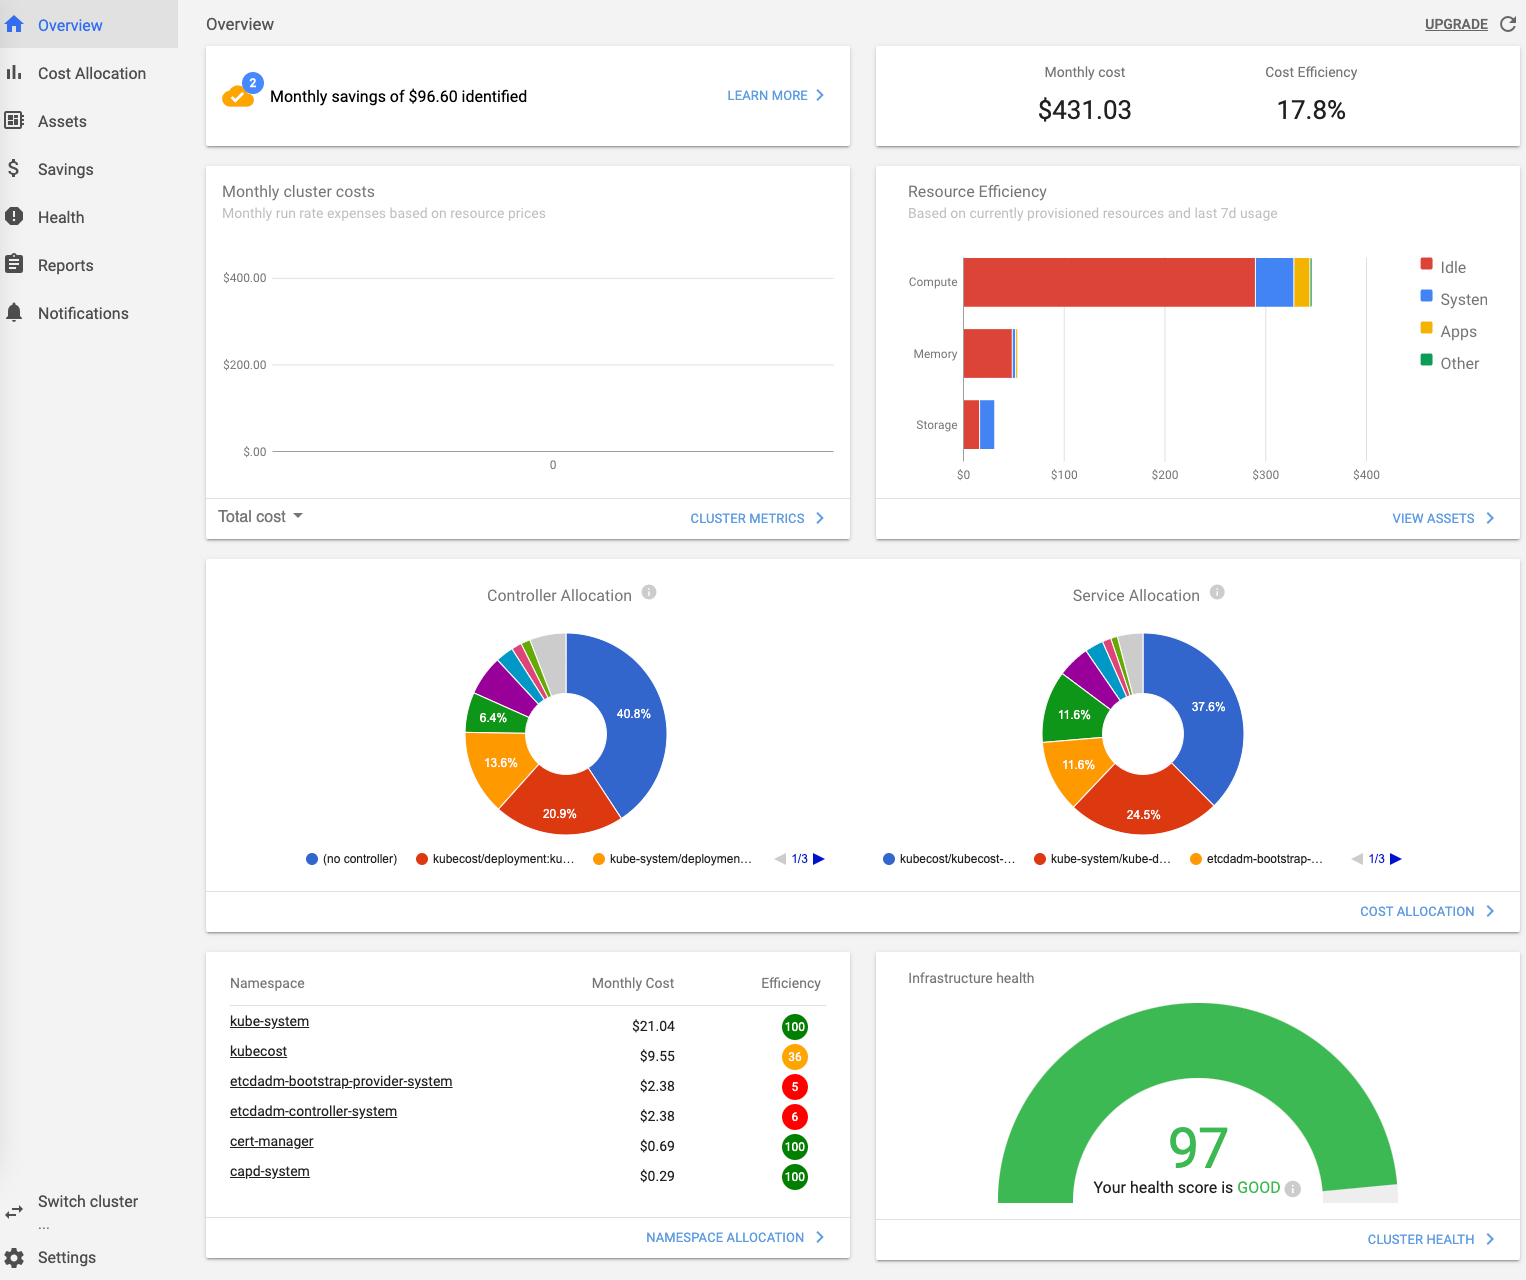 Overview
Cost Allocation
Assets
Savings
Health
Reports
Notifications
Switch cluster
...
Settings
Overview
UPGRADE
2
Monthly savings of $96.60 identified
LEARN MORE
Monthly cost
$431.03
Cost Efficiency
17.8%
Monthly cluster costs
Monthly run rate expenses based on resource prices
$400.00
$200.00
$.00
0
Total cost
CLUSTER METRICS
Resource Efficiency
Based on currently provisioned resources and last 7d usage
Compute
Memory
Storage
$0 $100 $200 $300 $400
Idle
Systen
Apps
Other
VIEW ASSETS
Controller Allocation
40.8%
20.9%
13.6%
6.4%
(no controller) kubecost/deployment:ku... kube-system/deploymen... 1/3
Service Allocation
37.6%
24.5%
11.6%
11.6%
kubecost/kubecost-... kube-system/kube-d... etcdadm-bootstrap-... 1/3
COST ALLOCATION
Namespace Monthly Cost Efficiency
kube-system $21.04 100
kubecost $9.55 36
etcdadm-bootstrap-provider-system $2.38 5
etcdadm-controller-system $2.38 6
cert-manager $0.69 100
capd-system $0.29 100
NAMESPACE ALLOCATION
Infrastructure health
97
Your health score is GOOD
CLUSTER HEALTH